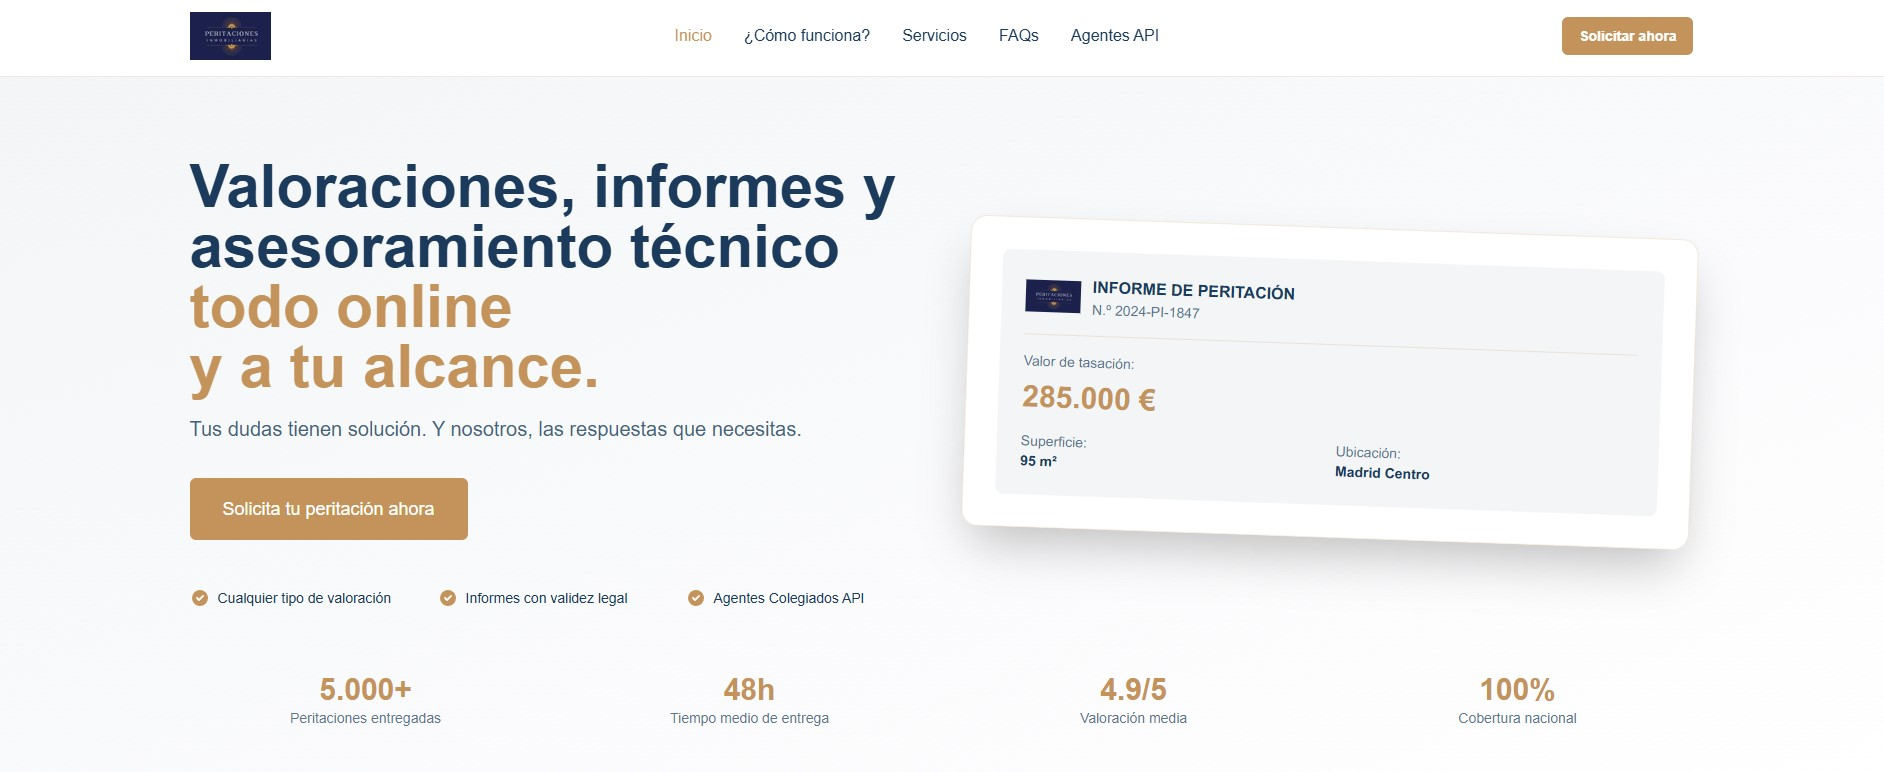 PERITACIONES
INMOBILIARIAS
Inicio
¿Cómo funciona?
Servicios
FAQs
Agentes API
Solicitar ahora
Valoraciones, informes y
asesoramiento técnico
todo online
y a tu alcance.
Tus dudas tienen solución. Y nosotros, las respuestas que necesitas.
Solicita tu peritación ahora
Cualquier tipo de valoración
Informes con validez legal
Agentes Colegiados API
PERITACIONES
INMOBILIARIAS
INFORME DE PERITACIÓN
N.º 2024-PI-1847
Valor de tasación:
285.000 €
Superficie:
95 m²
Ubicación:
Madrid Centro
5.000+
Peritaciones entregadas
48h
Tiempo medio de entrega
4.9/5
Valoración media
100%
Cobertura nacional